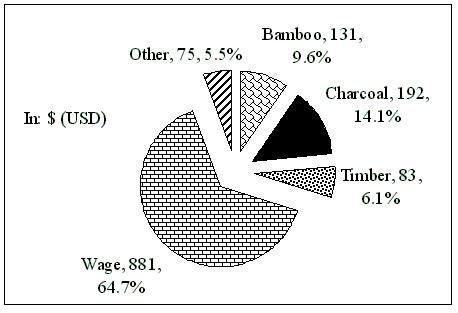 Bamboo, 131,
9.6%
Other, 75, 5.5%
Charcoal, 192,
14.1%
In: $ (USD)
Timber, 83,
6.1%
Wage, 881,
64.7%